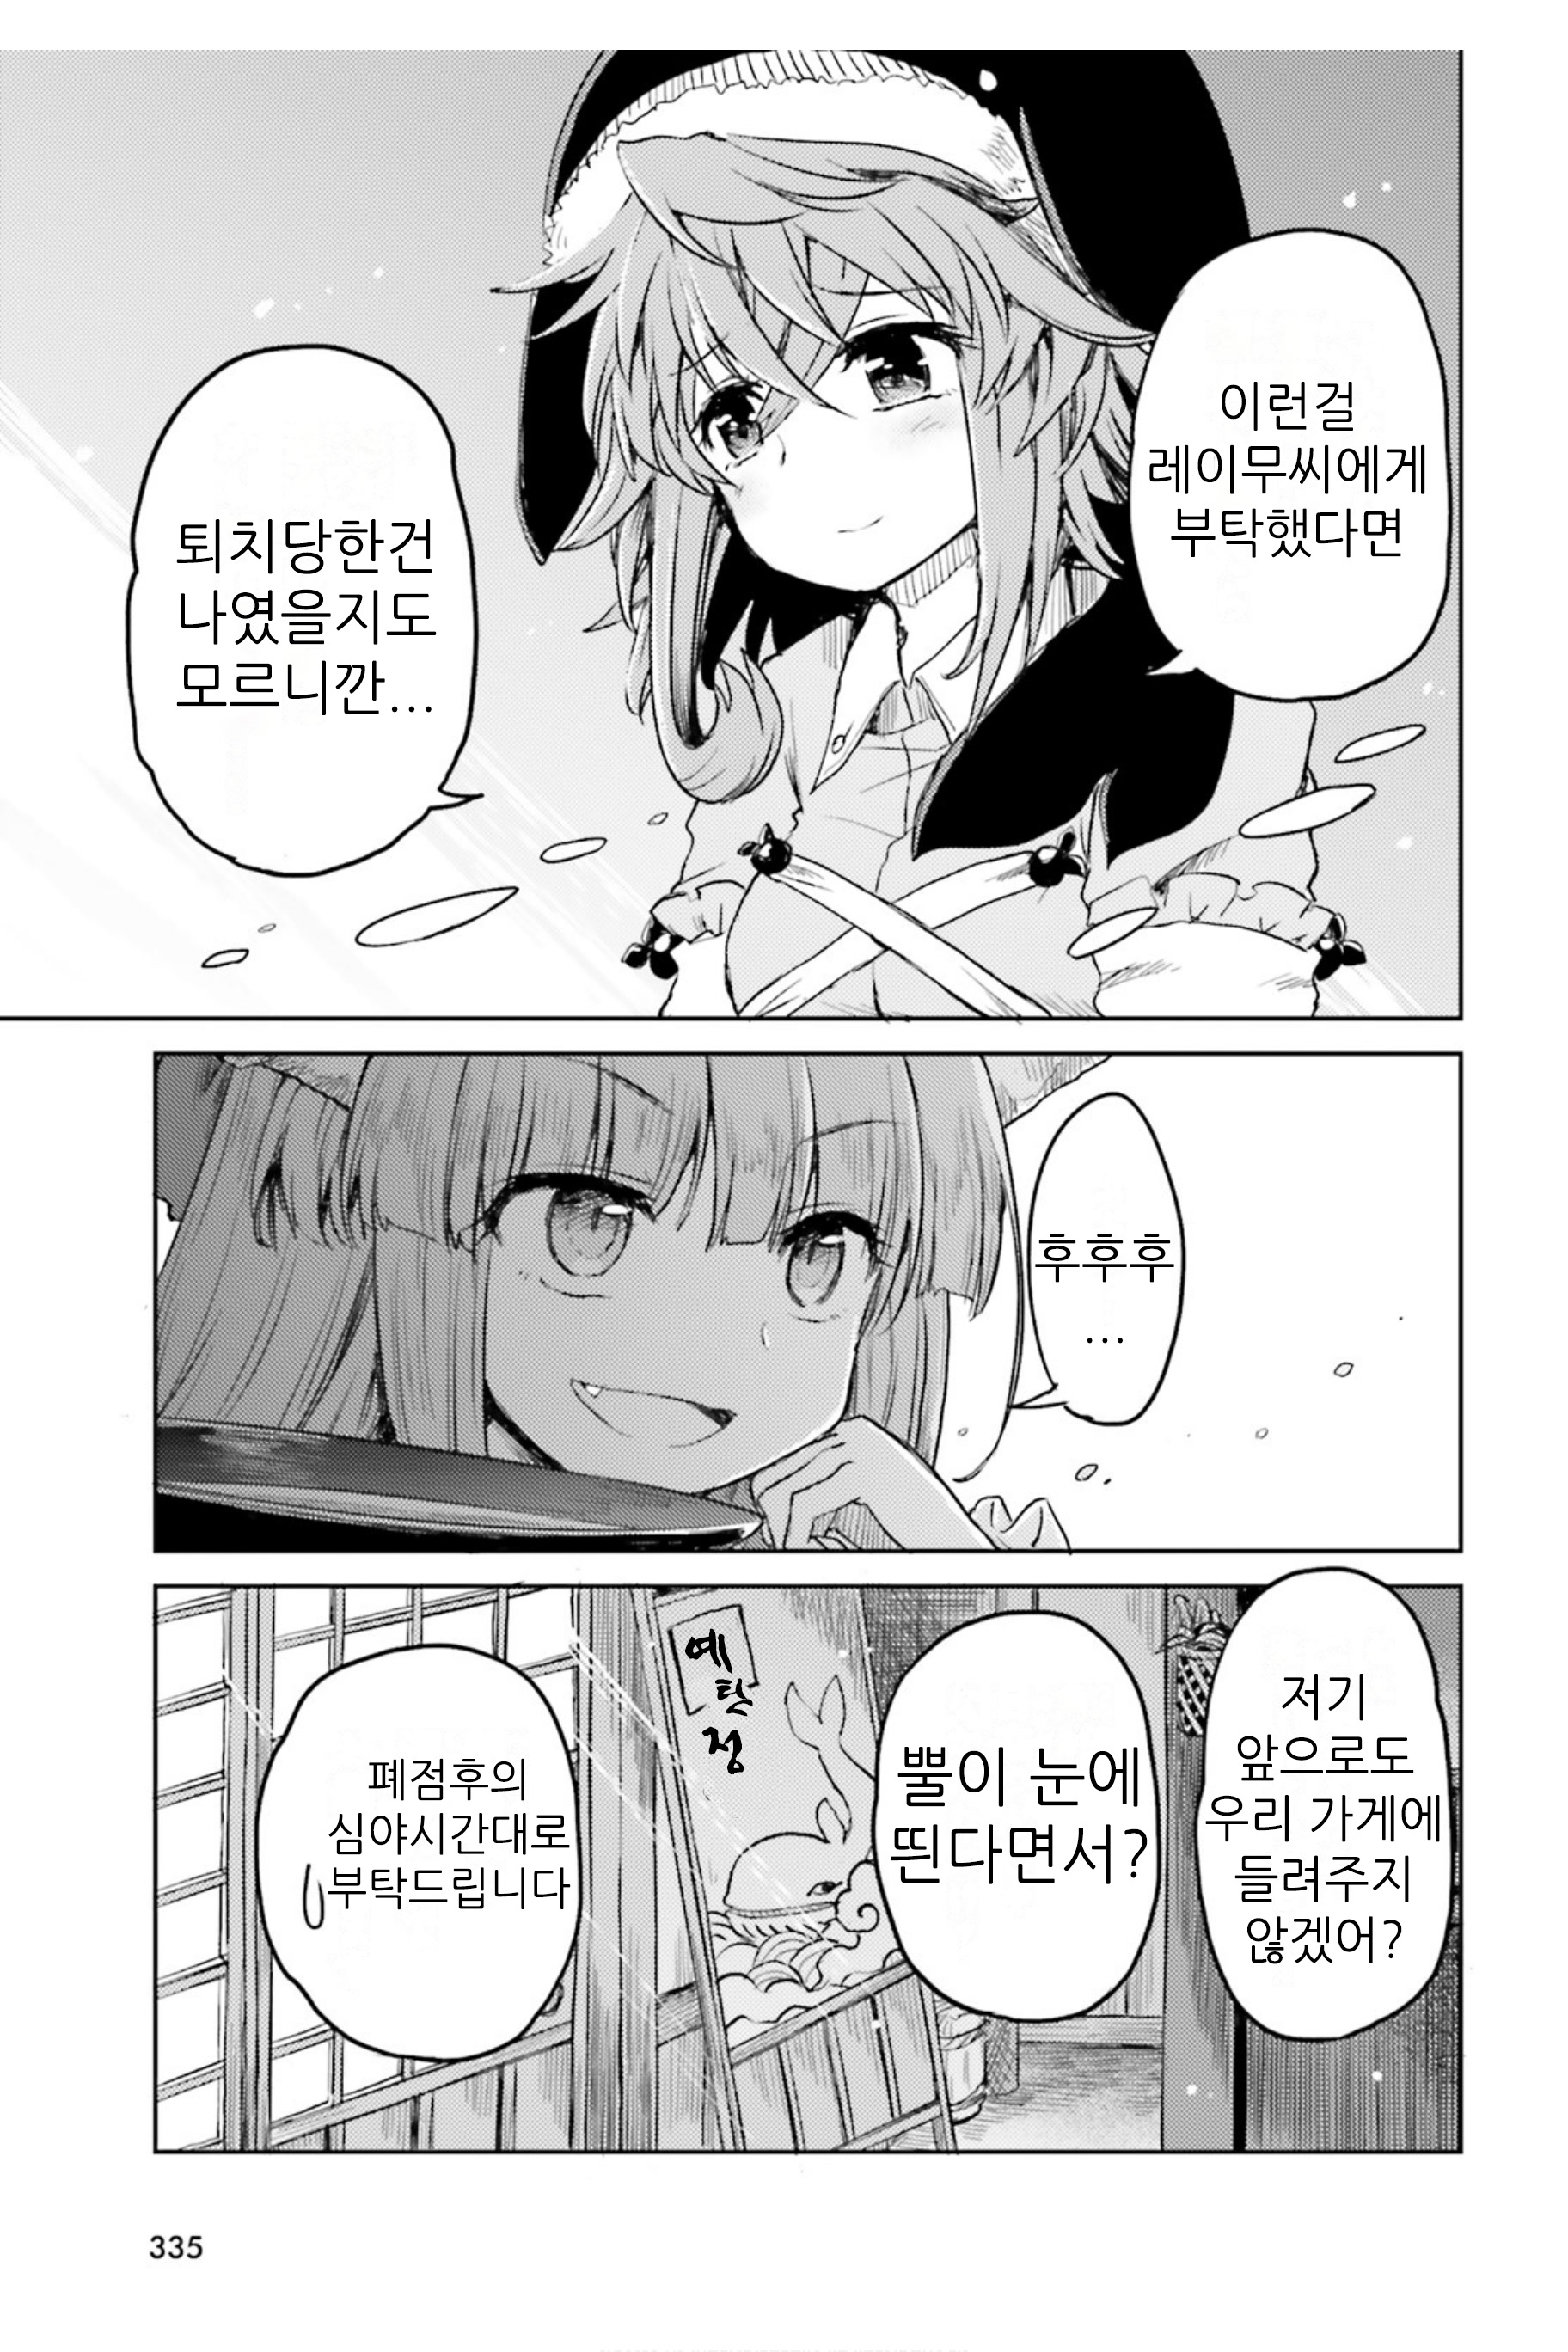 이런걸
레이무씨에게
부탁했다면
퇴치당한건
나였을지도
모르니깐...
후후후
...
저기
앞으로도
우리 가게에
들려주지
않겠어?
뿔이 눈에
띈다면서?
예
탄
정
폐점후의
심야시간대로
부탁드립니다
335